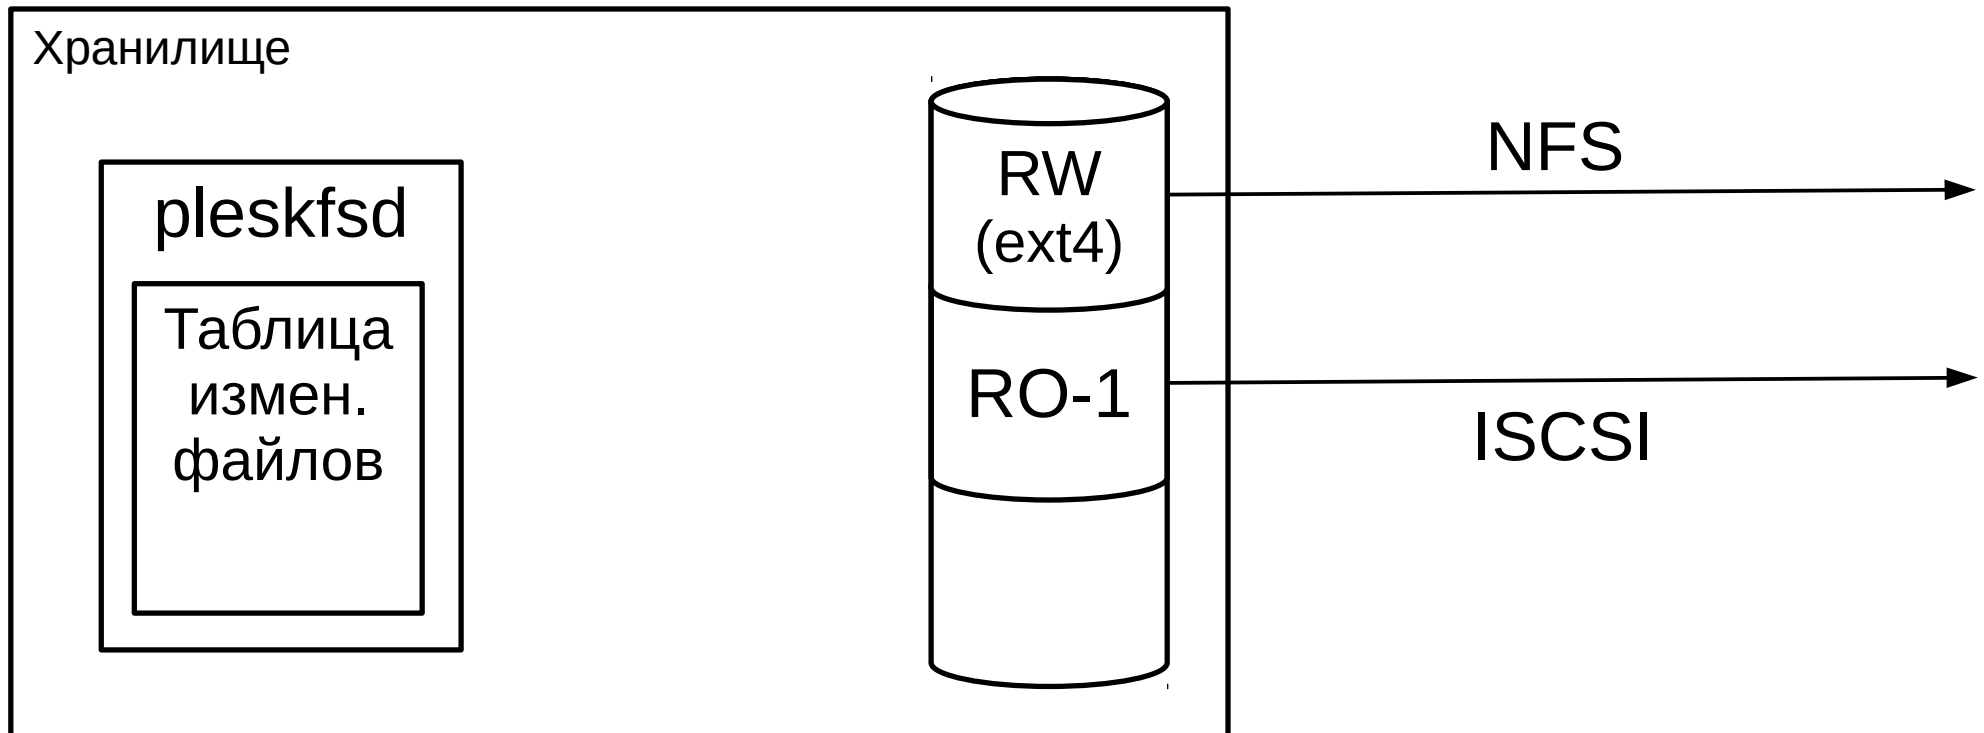 Хранилище
pleskfsd
Таблица
измен.
файлов
RW
(ext4)
RO-1
NFS
ISCSI